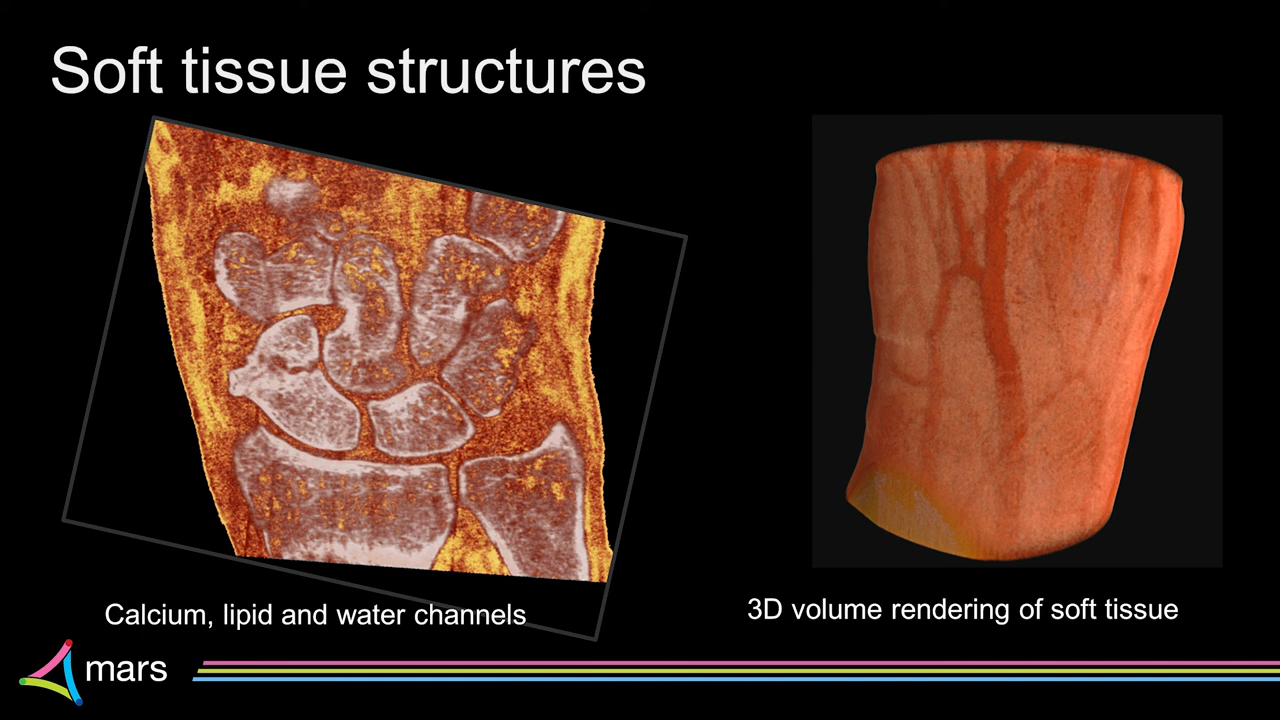 Soft tissue structures
Calcium, lipid and water channels
3D volume rendering of soft tissue
mars